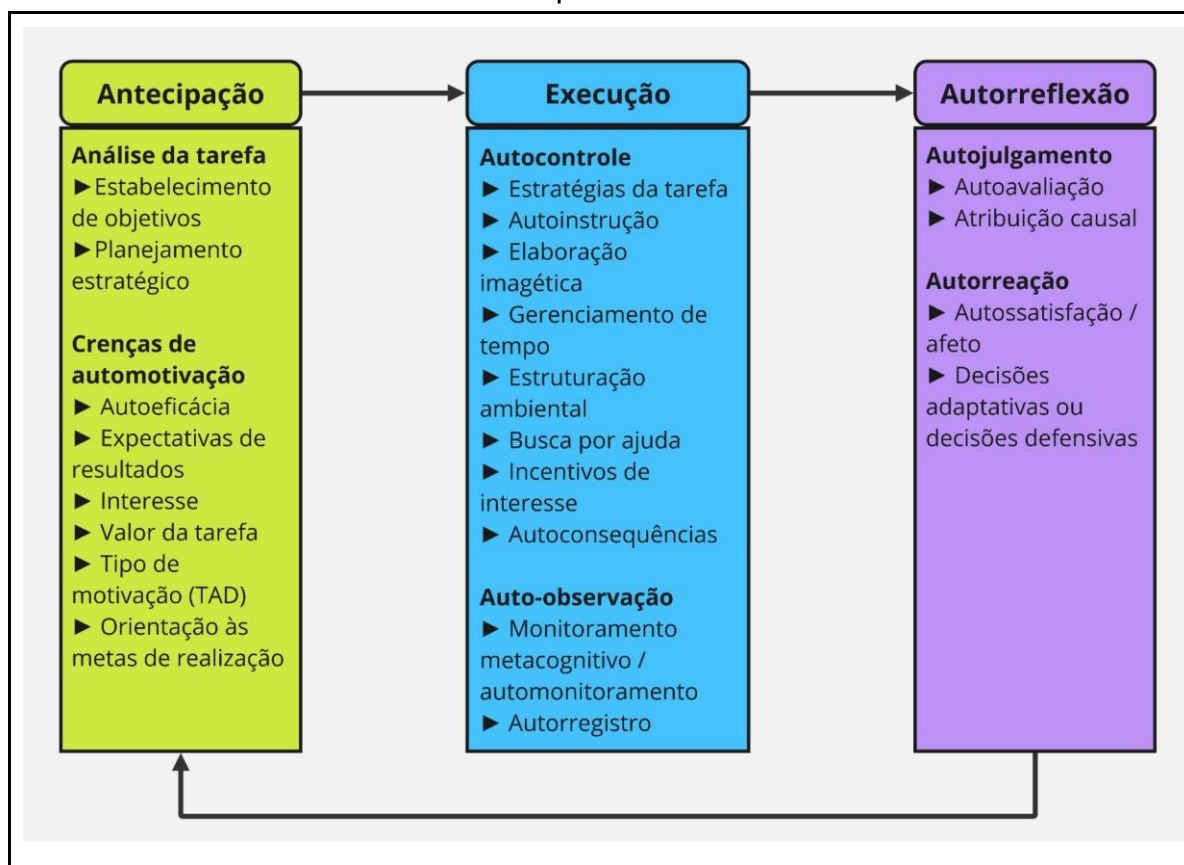 Antecipação
Análise da tarefa
►Estabelecimento
de objetivos
►Planejamento
estratégico
Crenças de
automotivação
► Autoeficácia
► Expectativas de
resultados
► Interesse
► Valor da tarefa
► Tipo de
motivação (TAD)
► Orientação às
metas de realização
Execução
Autocontrole
► Estratégias da tarefa
► Autoinstrução
► Elaboração
imagética
► Gerenciamento de
tempo
► Estruturação
ambiental
► Busca por ajuda
► Incentivos de
interesse
► Autoconsequências
Auto-observação
► Monitoramento
metacognitivo /
automonitoramento
► Autorregistro
Autorreflexão
Autojulgamento
► Autoavaliação
► Atribuição causal
Autorreação
► Autossatisfação /
afeto
► Decisões
adaptativas ou
decisões defensivas